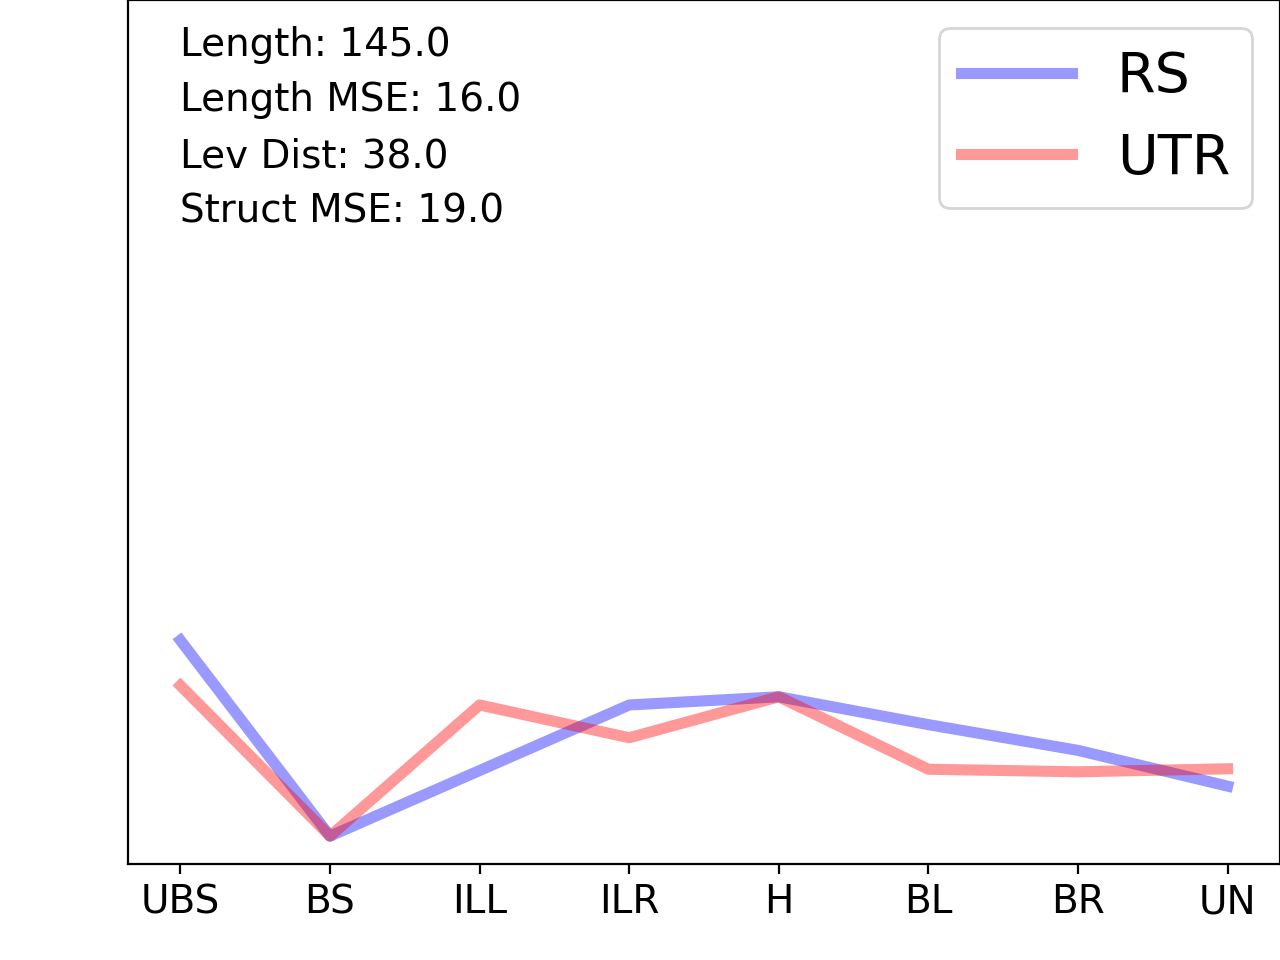 Length: 145.0
Length MSE: 16.0
Lev Dist: 38.0
Struct MSE: 19.0
RS
UTR
UBS BS ILL ILR H BL BR UN